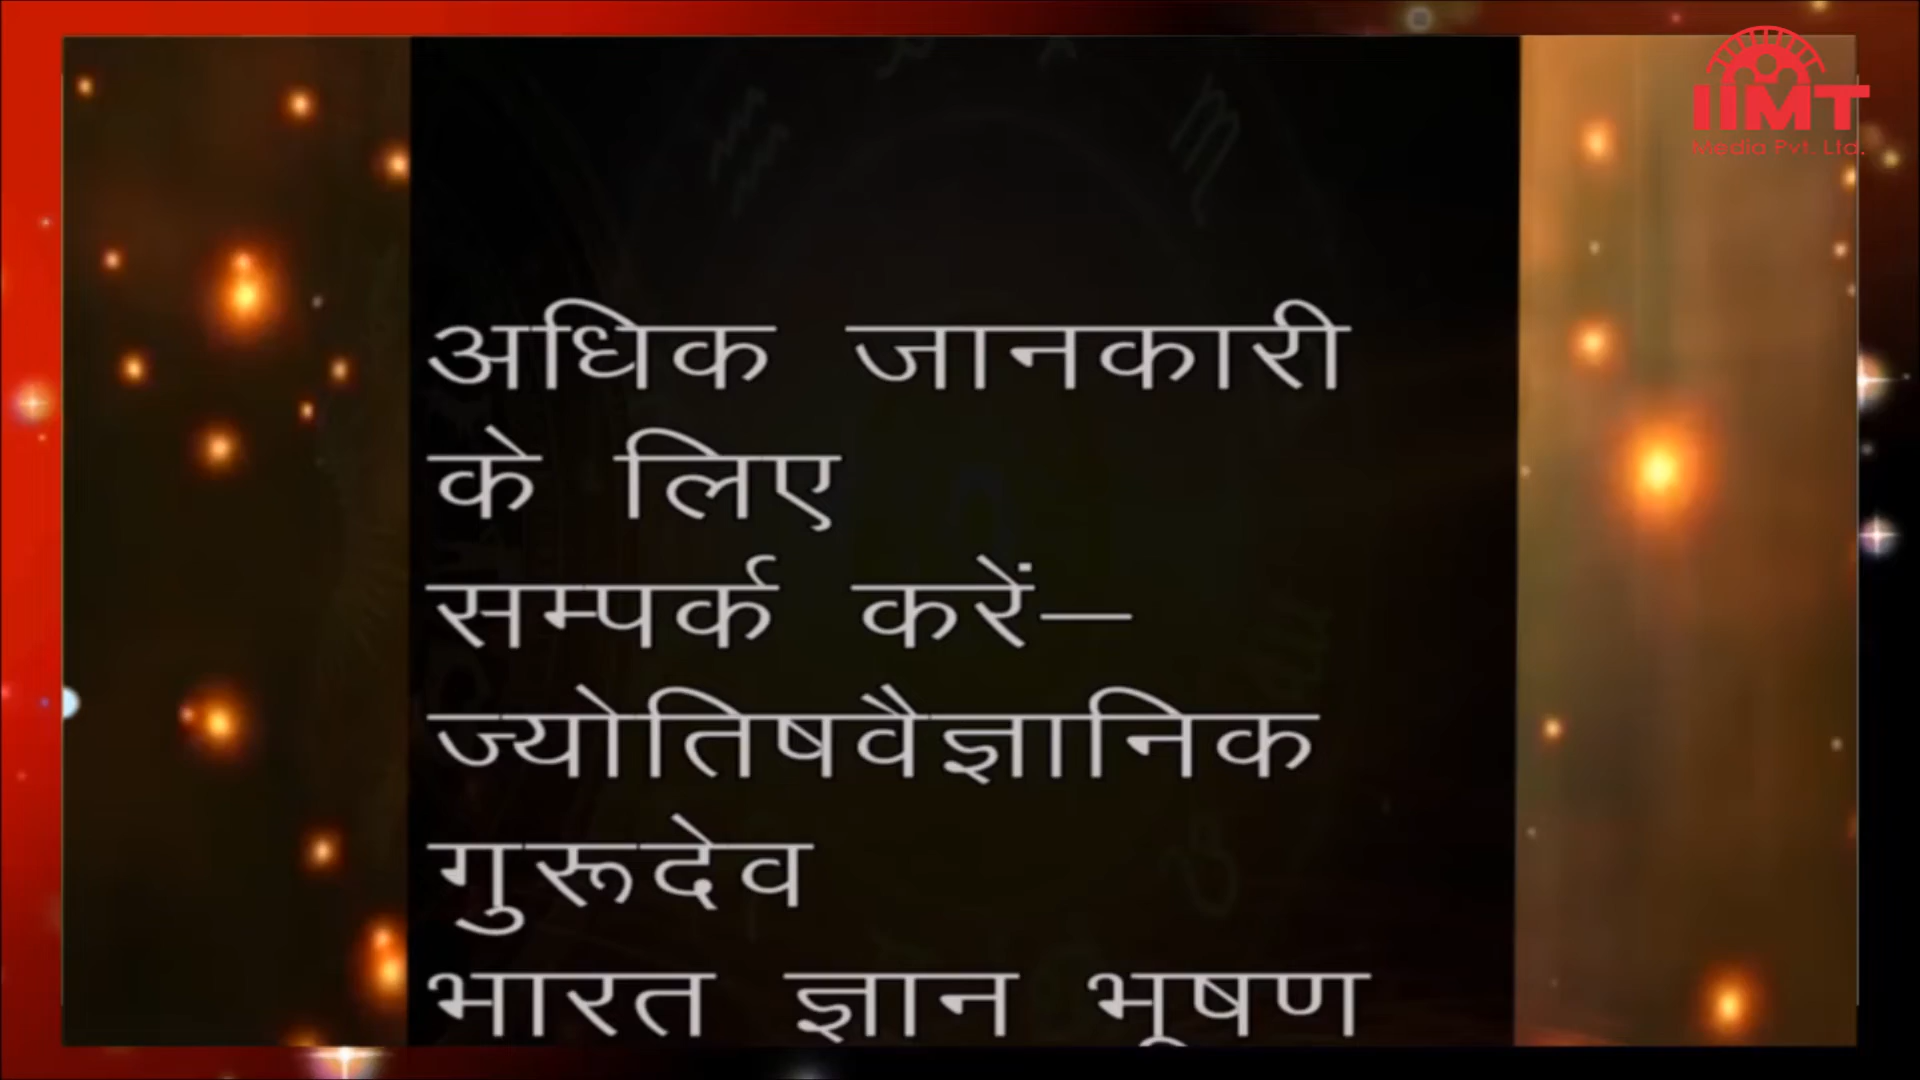 IIMT
Media Pvt. Ltd.
अधिक जानकारी
के लिए
सम्पर्क करें–
ज्योतिषवैज्ञानिक
गुरूदेव
भारत ज्ञान भूषण